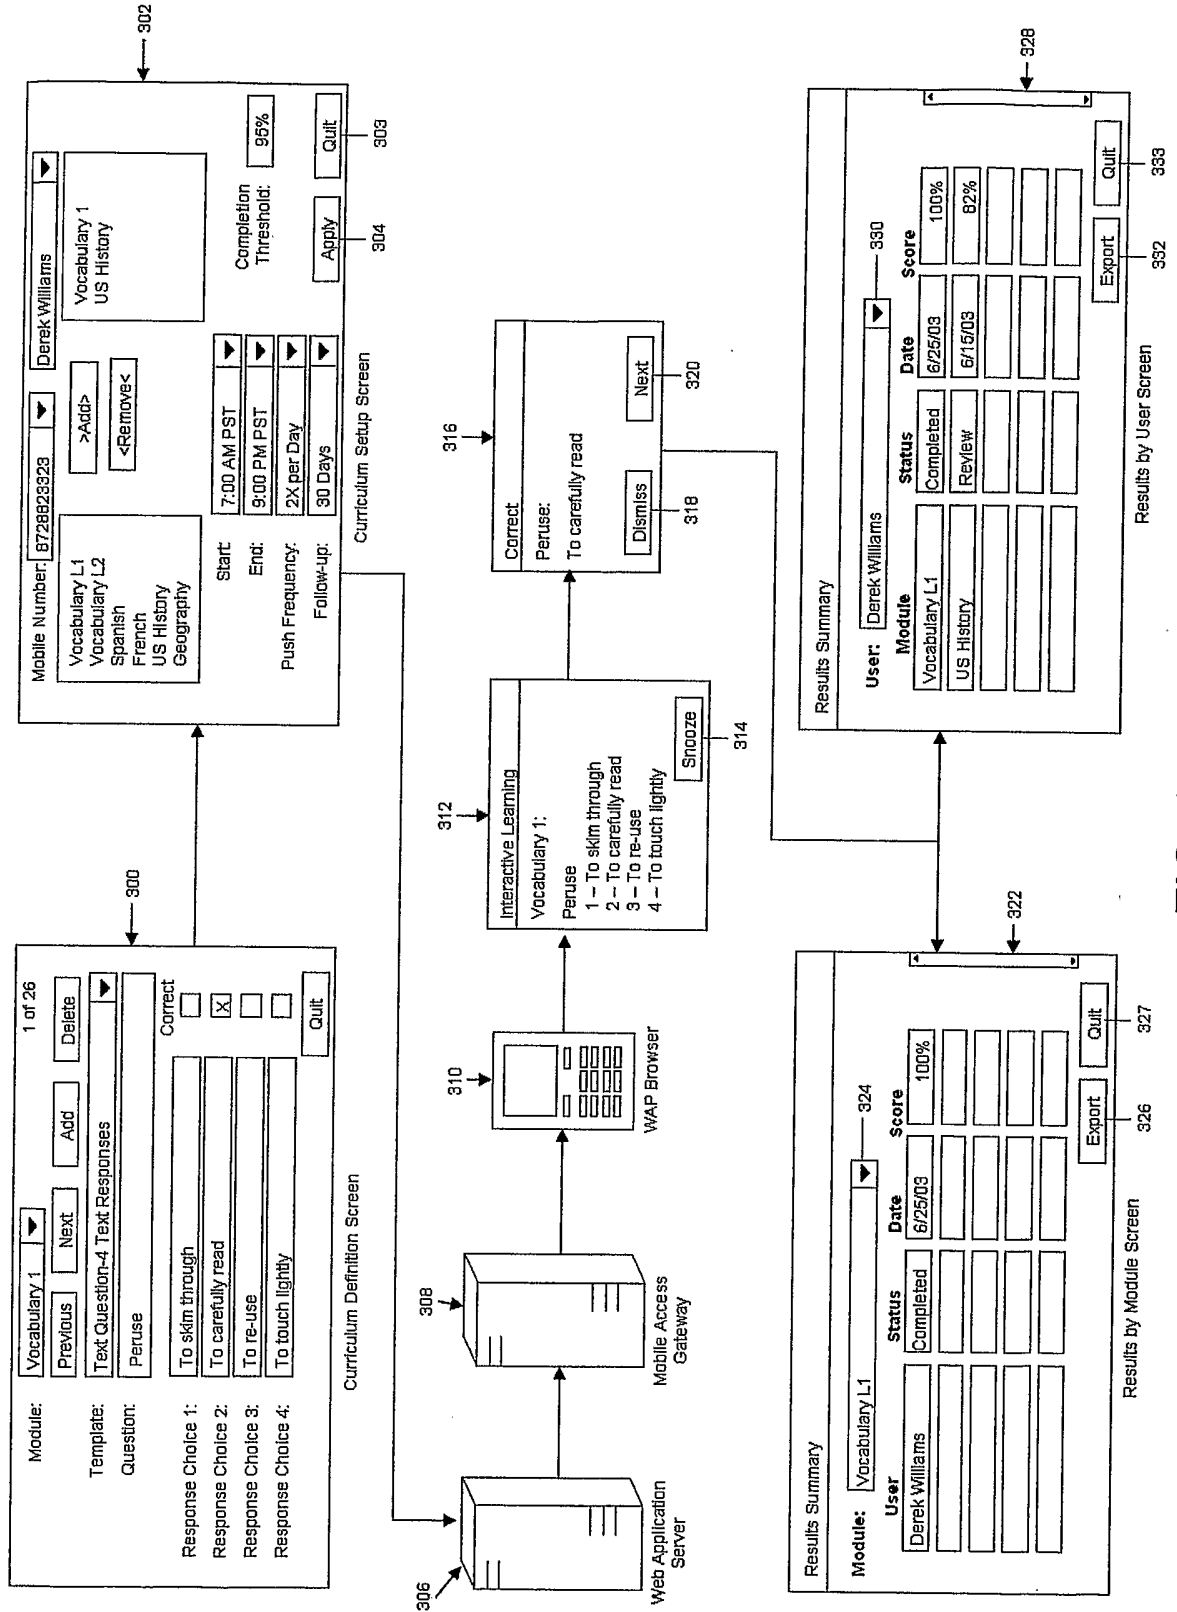 Module:
Vocabulary 1
1 of 26
Previous
Next
Add
Delete
Template:
Text Question-4 Text Responses
Question:
Peruse
Correct
Response Choice 1:
To skim through
Response Choice 2:
To carefully read
X
Response Choice 3:
To re-use
Response Choice 4:
To touch lightly
Quit
Curriculum Definition Screen
300
Mobile Number:
8728823323
Derek Williams
Vocabulary L1
Vocabulary L2
Spanish
French
US History
Geography
>Add>
<Remove<
Vocabulary 1
US History
Start:
7:00 AM PST
End:
9:00 PM PST
Push Frequency:
2X per Day
Follow-up:
30 Days
Completion
Threshold:
95%
Apply
Quit
302
303
304
Curriculum Setup Screen
306
Web Application
Server
308
Mobile Access
Gateway
310
WAP Browser
312
Interactive Learning
Vocabulary 1:
Peruse
1 – To skim through
2 – To carefully read
3 – To re-use
4 – To touch lightly
Snooze
314
316
Correct
Peruse:
To carefully read
Dismiss
Next
318
320
Results Summary
Module:
Vocabulary L1
324
User
Status
Date
Score
Derek Williams
Completed
6/25/03
100%
322
Export
Quit
326
327
Results by Module Screen
Results Summary
User:
Derek Williams
330
Module
Status
Date
Score
Vocabulary L1
Completed
6/25/03
100%
US History
Review
6/15/03
82%
328
Export
Quit
332
333
Results by User Screen